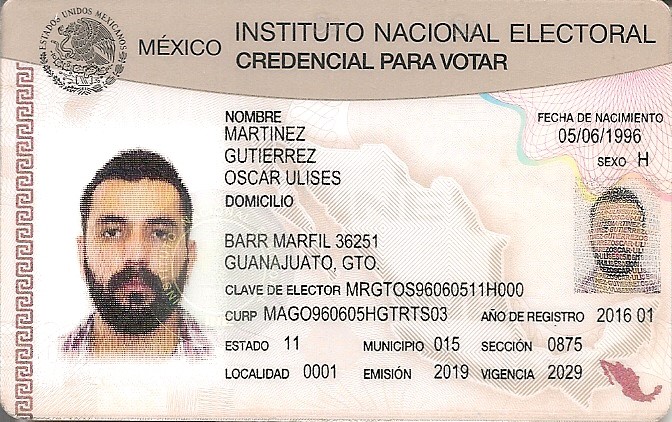 ESTADOS UNIDOS MEXICANOS
MÉXICO INSTITUTO NACIONAL ELECTORAL
CREDENCIAL PARA VOTAR
NOMBRE
MARTINEZ
GUTIERREZ
OSCAR ULISES
FECHA DE NACIMIENTO
05/06/1996
SEXO H
DOMICILIO
BARR MARFIL 36251
GUANAJUATO, GTO.
CLAVE DE ELECTOR MRGTOS96060511H000
CURP MAGO960605HGTRTS03 AÑO DE REGISTRO 2016 01
ESTADO 11 MUNICIPIO 015 SECCIÓN 0875
LOCALIDAD 0001 EMISIÓN 2019 VIGENCIA 2029